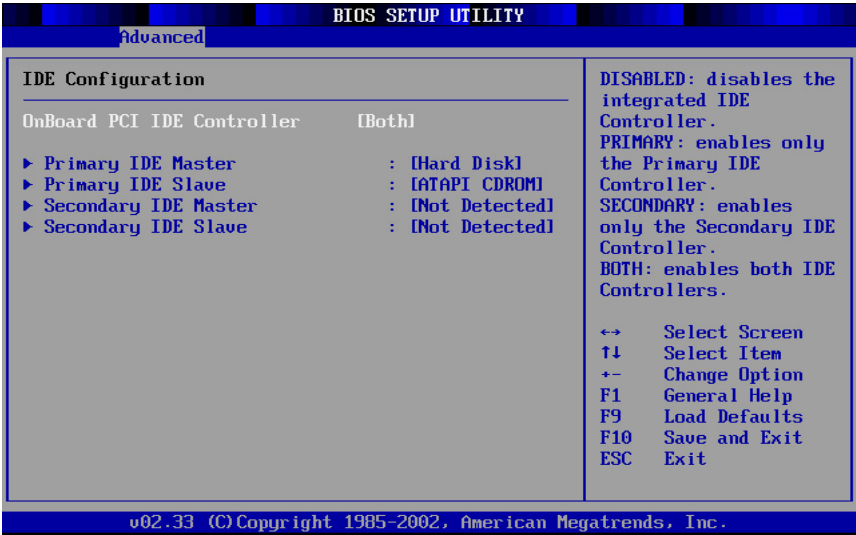 BIOS SETUP UTILITY
Advanced
IDE Configuration
OnBoard PCI IDE Controller [Both]
▶ Primary IDE Master : [Hard Disk]
▶ Primary IDE Slave : [ATAPI CDROM]
▶ Secondary IDE Master : [Not Detected]
▶ Secondary IDE Slave : [Not Detected]
DISABLED: disables the
integrated IDE
Controller.
PRIMARY: enables only
the Primary IDE
Controller.
SECONDARY: enables
only the Secondary IDE
Controller.
BOTH: enables both IDE
Controllers.
←→ Select Screen
↑↓ Select Item
+- Change Option
F1 General Help
F9 Load Defaults
F10 Save and Exit
ESC Exit
v02.33 (C)Copyright 1985-2002, American Megatrends, Inc.